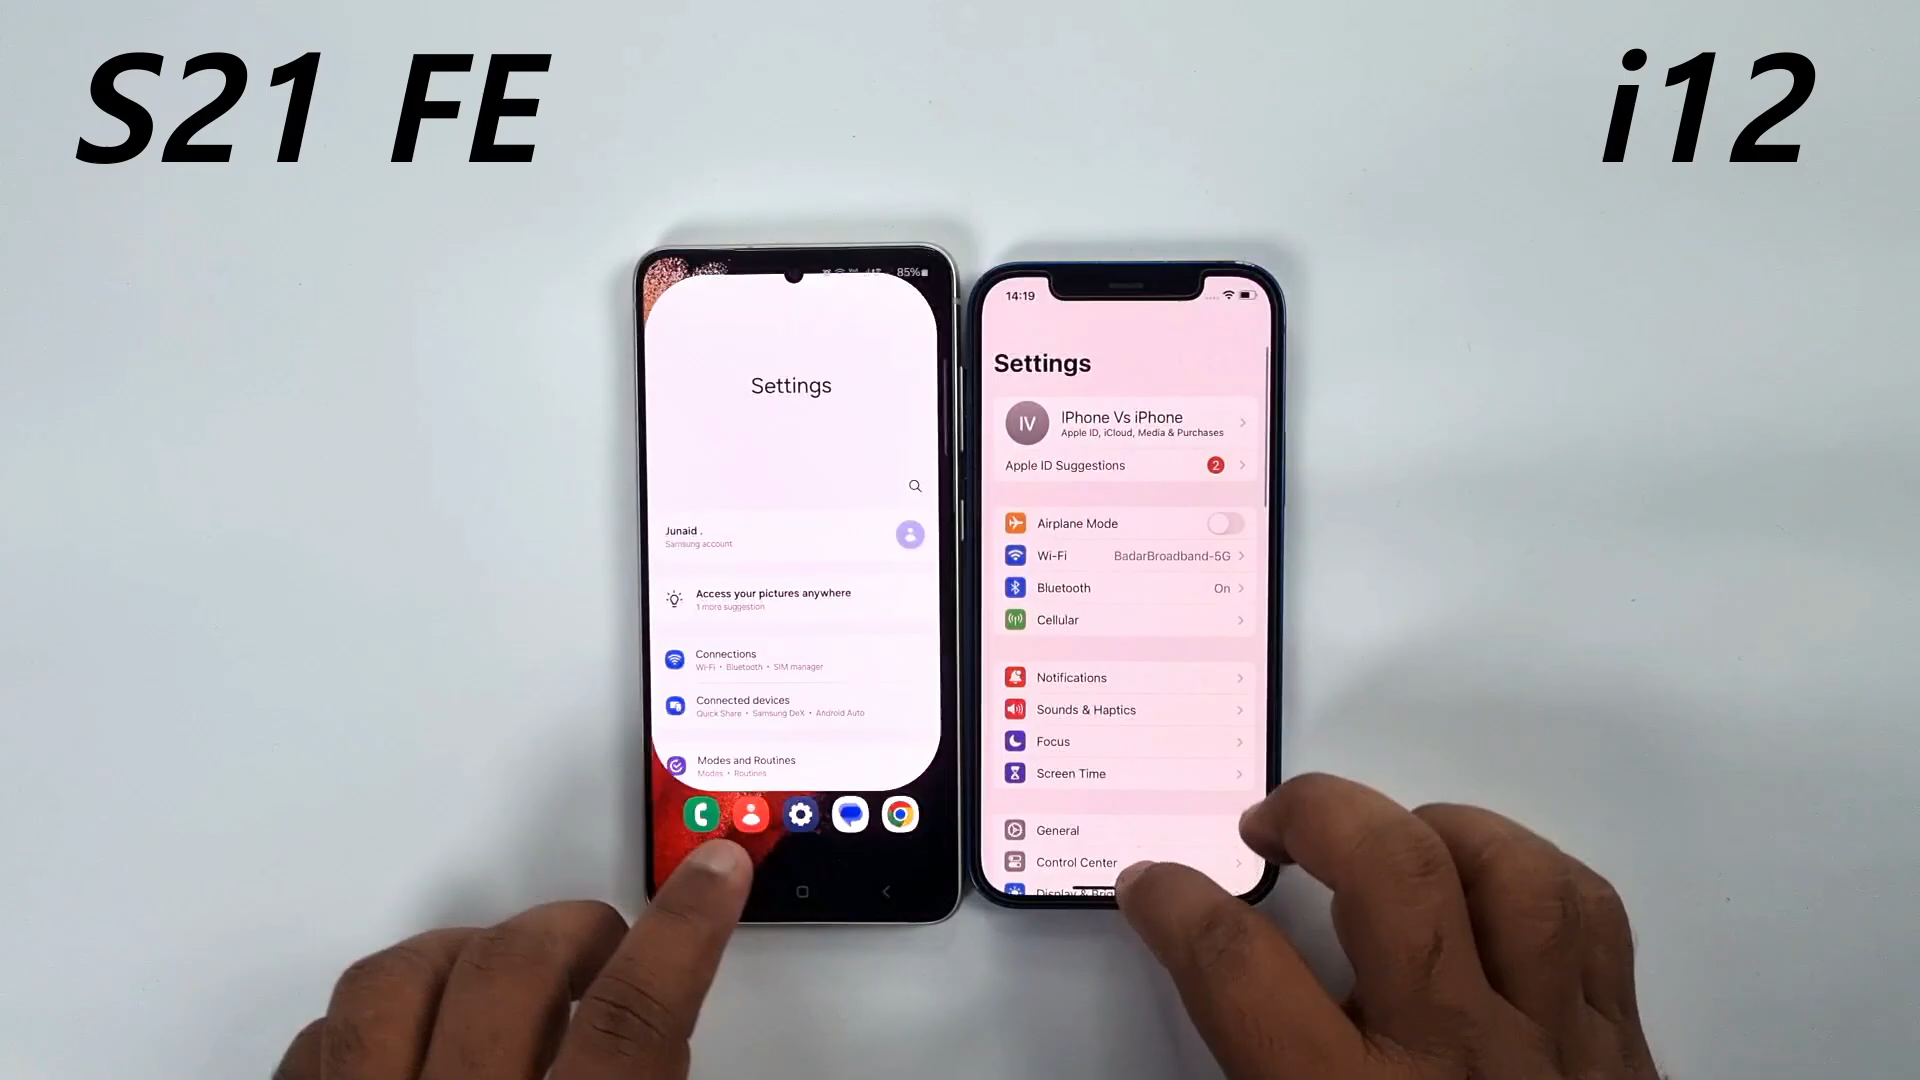 S21 FE
i12
85%
Settings
Junaid .
Samsung account
Access your pictures anywhere
1 more suggestion
Connections
Wi-Fi • Bluetooth • SIM manager
Connected devices
Quick Share • Samsung DeX • Android Auto
Modes and Routines
Modes • Routines
14:19
Settings
IV
IPhone Vs iPhone
Apple ID, iCloud, Media & Purchases
Apple ID Suggestions 2
Airplane Mode
Wi-Fi BadarBroadband-5G
Bluetooth On
Cellular
Notifications
Sounds & Haptics
Focus
Screen Time
General
Control Center
Display &